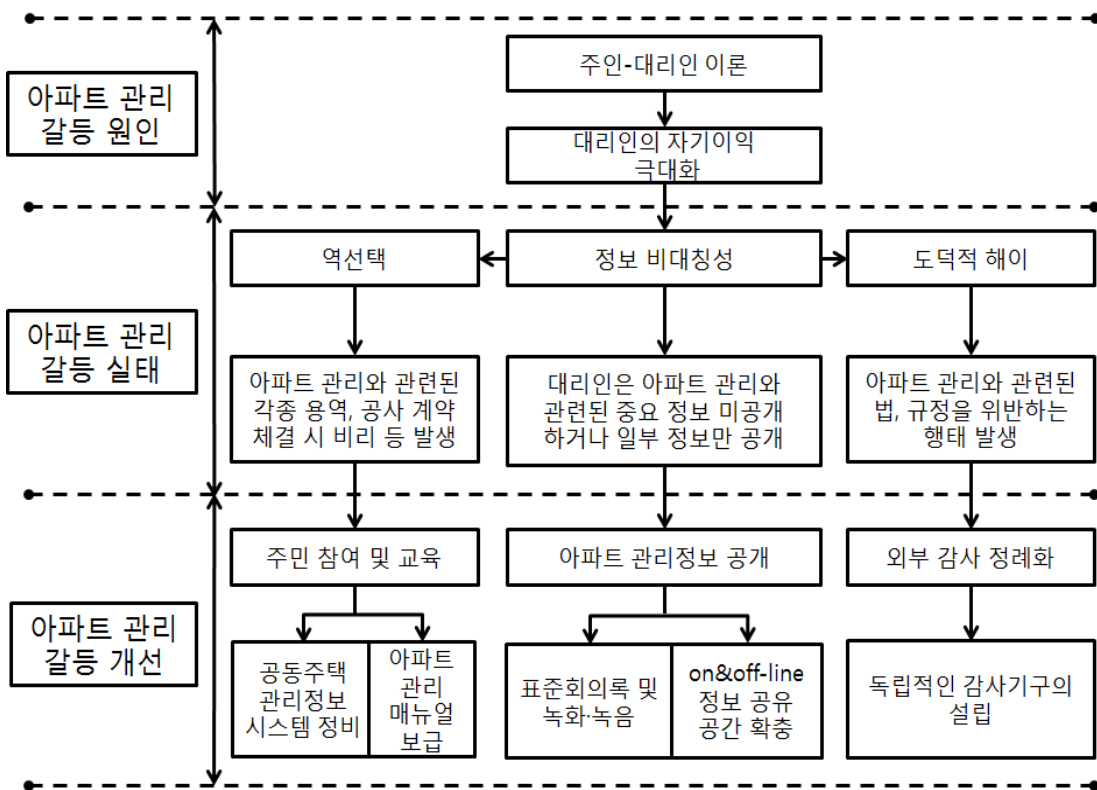 아파트 관리
갈등 원인
주인-대리인 이론
대리인의 자기이익
극대화
아파트 관리
갈등 실태
역선택
정보 비대칭성
도덕적 해이
아파트 관리와 관련된
각종 용역, 공사 계약
체결 시 비리 등 발생
대리인은 아파트 관리와
관련된 중요 정보 미공개
하거나 일부 정보만 공개
아파트 관리와 관련된
법, 규정을 위반하는
행태 발생
아파트 관리
갈등 개선
주민 참여 및 교육
아파트 관리정보 공개
외부 감사 정례화
공동주택
관리정보
시스템 정비
아파트
관리
매뉴얼
보급
표준회의록 및
녹화·녹음
on&off-line
정보 공유
공간 확충
독립적인 감사기구의
설립